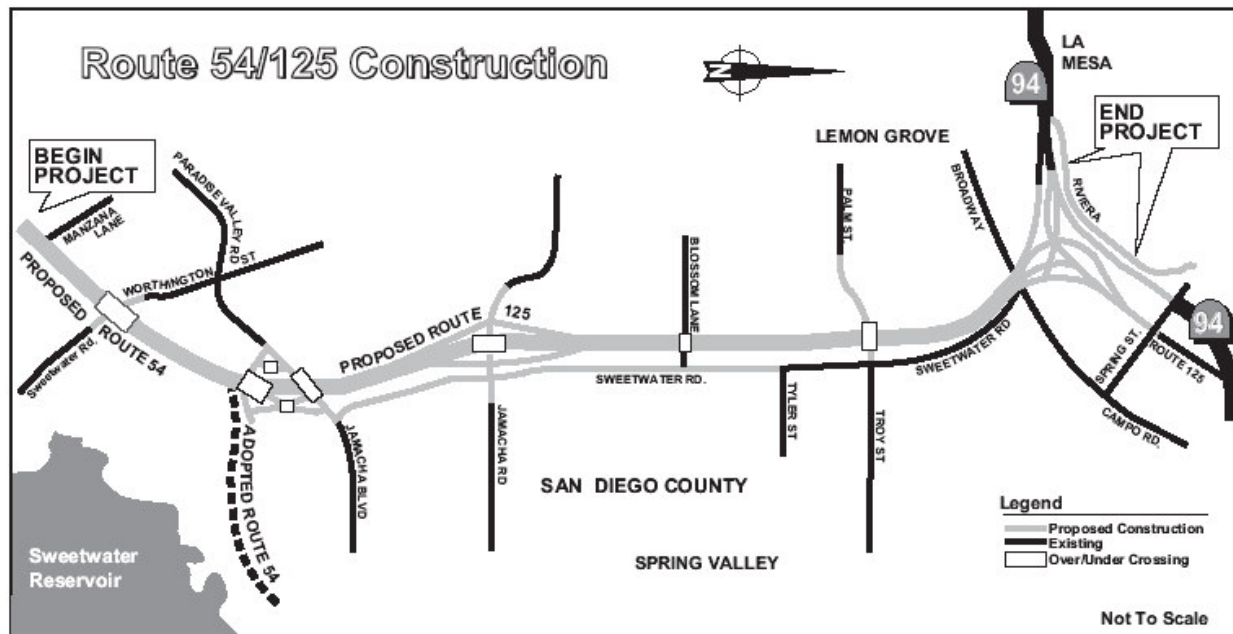 Route 54/125 Construction
N
LA
MESA
94
END
PROJECT
LEMON GROVE
BEGIN
PROJECT
MANZANA
LANE
PARADISE VALLEY RD
WORTHINGTON ST
PROPOSED ROUTE 54
Sweetwater Rd.
PROPOSED ROUTE 125
BLOSSOM LANE
PALM ST.
BROADWAY
RIVIERA
94
SPRING ST.
ROUTE 125
SWEETWATER RD
SWEETWATER RD.
CAMPO RD.
TYLER ST
TROY ST
JAMACHA RD
JAMACHA BLVD
ADOPTED ROUTE 54
SAN DIEGO COUNTY
SPRING VALLEY
Sweetwater
Reservoir
Legend
Proposed Construction
Existing
Over/Under Crossing
Not To Scale